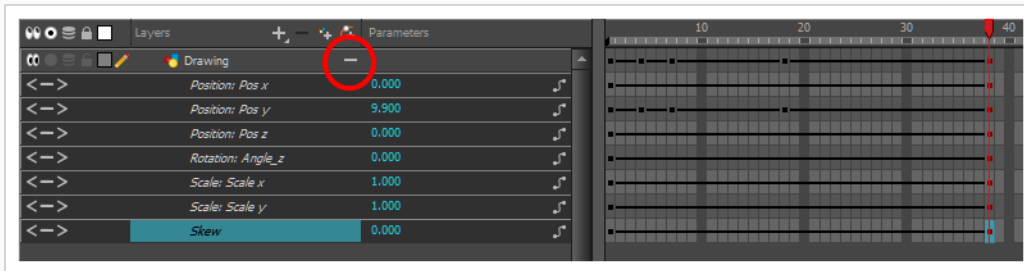 Layers Parameters 10 20 30 40
Drawing
Position: Pos x 0.000
Position: Pos y 9.900
Position: Pos z 0.000
Rotation: Angle_z 0.000
Scale: Scale x 1.000
Scale: Scale y 1.000
Skew 0.000